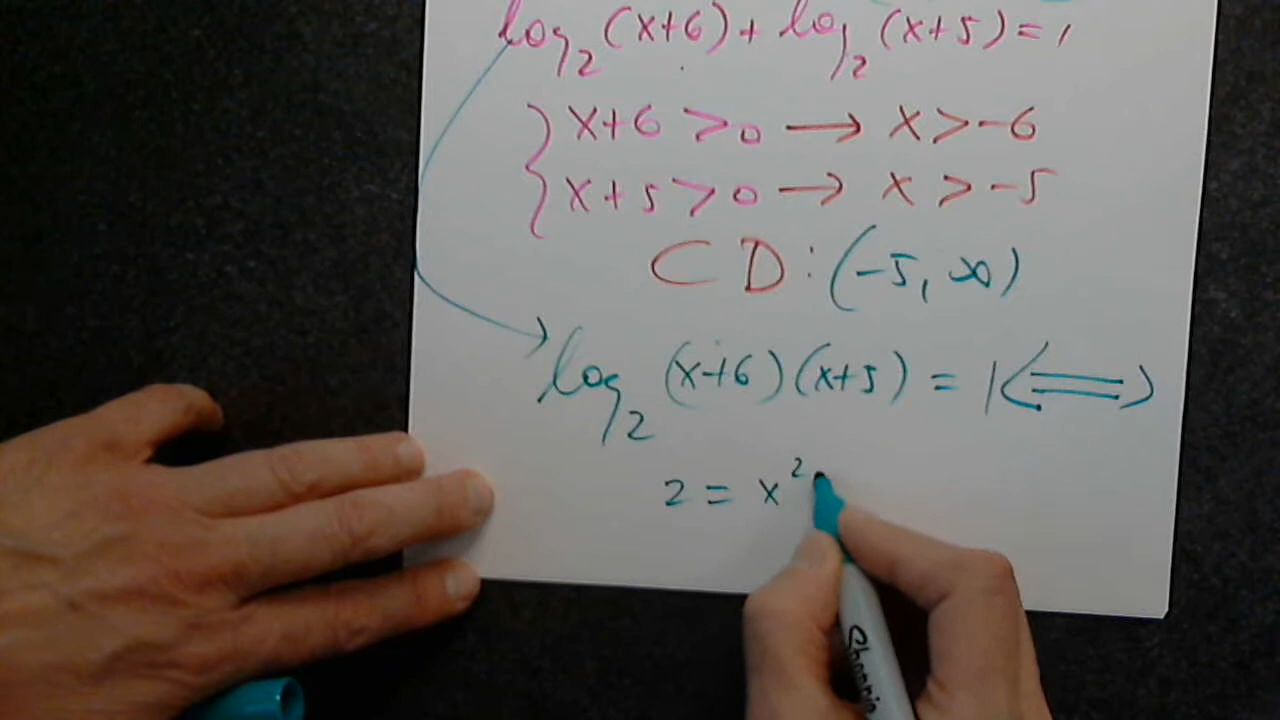 log₂(x+6)+log₂(x+5)=1
x+6>0 → x>-6
x+5>0 → x>-5
CD:(-5,∞)
log₂(x+6)(x+5)=1⟺
2=x²
Sharpie